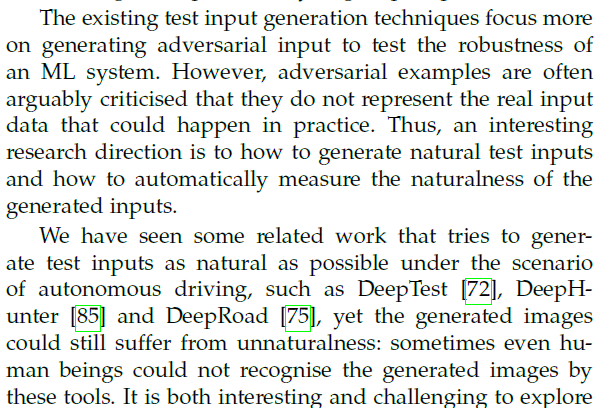 The existing test input generation techniques focus more
on generating adversarial input to test the robustness of
an ML system. However, adversarial examples are often
arguably criticised that they do not represent the real input
data that could happen in practice. Thus, an interesting
research direction is to how to generate natural test inputs
and how to automatically measure the naturalness of the
generated inputs.
We have seen some related work that tries to gener-
ate test inputs as natural as possible under the scenario
of autonomous driving, such as DeepTest [72], DeepH-
unter [85] and DeepRoad [75], yet the generated images
could still suffer from unnaturalness: sometimes even hu-
man beings could not recognise the generated images by
these tools. It is both interesting and challenging to explore